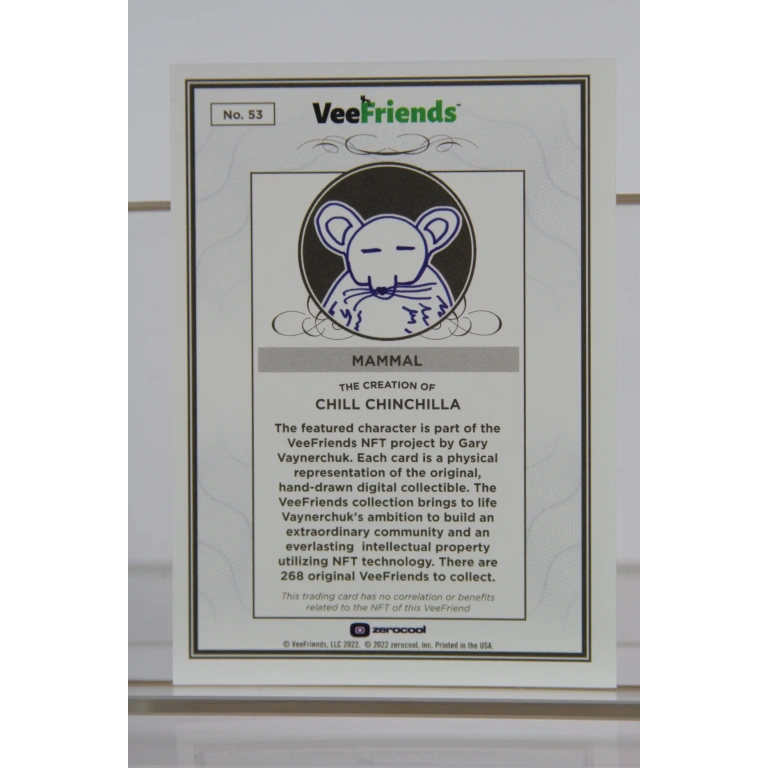 No. 53
VeeFriends™
MAMMAL
THE CREATION OF
CHILL CHINCHILLA
The featured character is part of the
VeeFriends NFT project by Gary
Vaynerchuk. Each card is a physical
representation of the original,
hand-drawn digital collectible. The
VeeFriends collection brings to life
Vaynerchuk's ambition to build an
extraordinary community and an
everlasting intellectual property
utilizing NFT technology. There are
268 original VeeFriends to collect.
This trading card has no correlation or benefits
related to the NFT of this VeeFriend
zerocool
© VeeFriends, LLC 2022. © 2022 zerocool, inc. Printed in the USA.